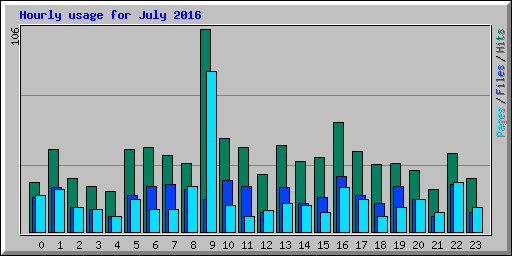 Hourly usage for July 2016
106
Pages/Files/Hits
0 1 2 3 4 5 6 7 8 9 10 11 12 13 14 15 16 17 18 19 20 21 22 23